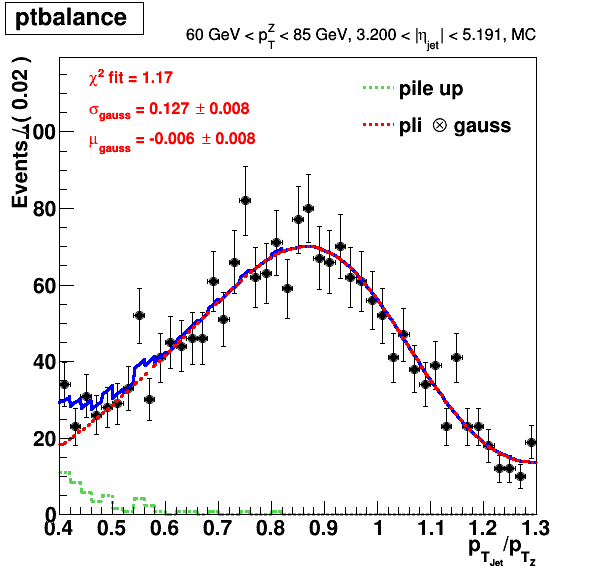 ptbalance
60 GeV < p_T^Z < 85 GeV, 3.200 < |η_jet| < 5.191, MC
χ² fit = 1.17
σ_gauss = 0.127 ± 0.008
μ_gauss = -0.006 ± 0.008
pile up
pli ⊗ gauss
Events / ( 0.02 )
100
80
60
40
20
0
0.4 0.5 0.6 0.7 0.8 0.9 1 1.1 1.2 1.3
p_T_Jet/p_T_Z